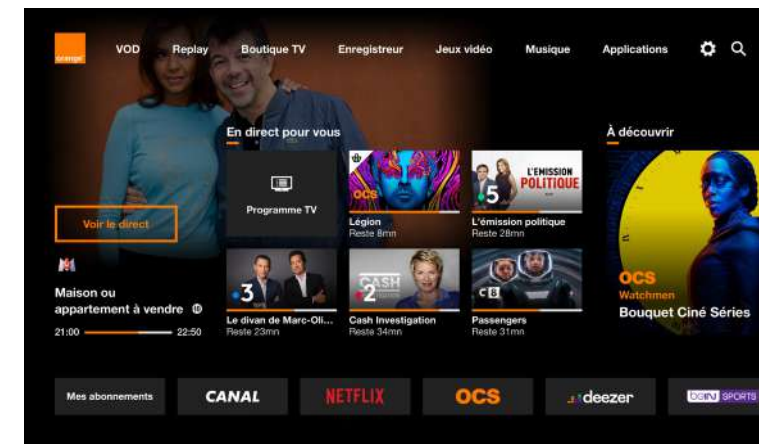 orange
VOD
Replay
Boutique TV
Enregistreur
Jeux vidéo
Musique
Applications
En direct pour vous
À découvrir
Programme TV
OCS
Légion
Reste 8mn
5
L'EMISSION
POLITIQUE
L'émission politique
Reste 28mn
Voir le direct
M6
Maison ou
appartement à vendre
21:00
22:50
3
Le divan de Marc-Oli...
Reste 23mn
CASH
2
Cash Investigation
Reste 34mn
C8
Passengers
Reste 31mn
OCS
Watchmen
Bouquet Ciné Séries
Mes abonnements
CANAL
NETFLIX
OCS
deezer
beIN SPORTS